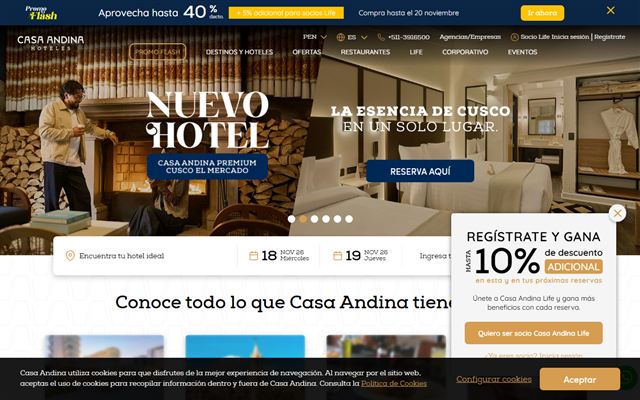 Promo Flash
Aprovecha hasta 40 % dscto.
+ 5% adicional para socios Life
Compra hasta el 20 noviembre
Ir ahora
CASA ANDINA
HOTELES
PEN
ES
+511-3916500
Agencias/Empresas
Socio Life Inicia sesión | Regístrate
PROMO FLASH
DESTINOS Y HOTELES
OFERTAS
RESTAURANTES
LIFE
CORPORATIVO
EVENTOS
NUEVO
HOTEL
CASA ANDINA PREMIUM
CUSCO EL MERCADO
LA ESENCIA DE CUSCO
EN UN SOLO LUGAR.
RESERVA AQUÍ
Encuentra tu hotel ideal
18 NOV 26
Miércoles
19 NOV 26
Jueves
Ingresa
Conoce todo lo que Casa Andina tiene
REGÍSTRATE Y GANA
HASTA 10% de descuento
ADICIONAL
en esta y en tus próximas reservas
Únete a Casa Andina Life y gana más
beneficios con cada reserva.
Quiero ser socio Casa Andina Life
¿Ya eres socio? Inicia sesión
Casa Andina utiliza cookies para que disfrutes de la mejor experiencia de navegación. Al navegar por el sitio web,
aceptas el uso de cookies para recopilar información dentro y fuera de Casa Andina. Consulta la Política de Cookies
Configurar cookies
Aceptar